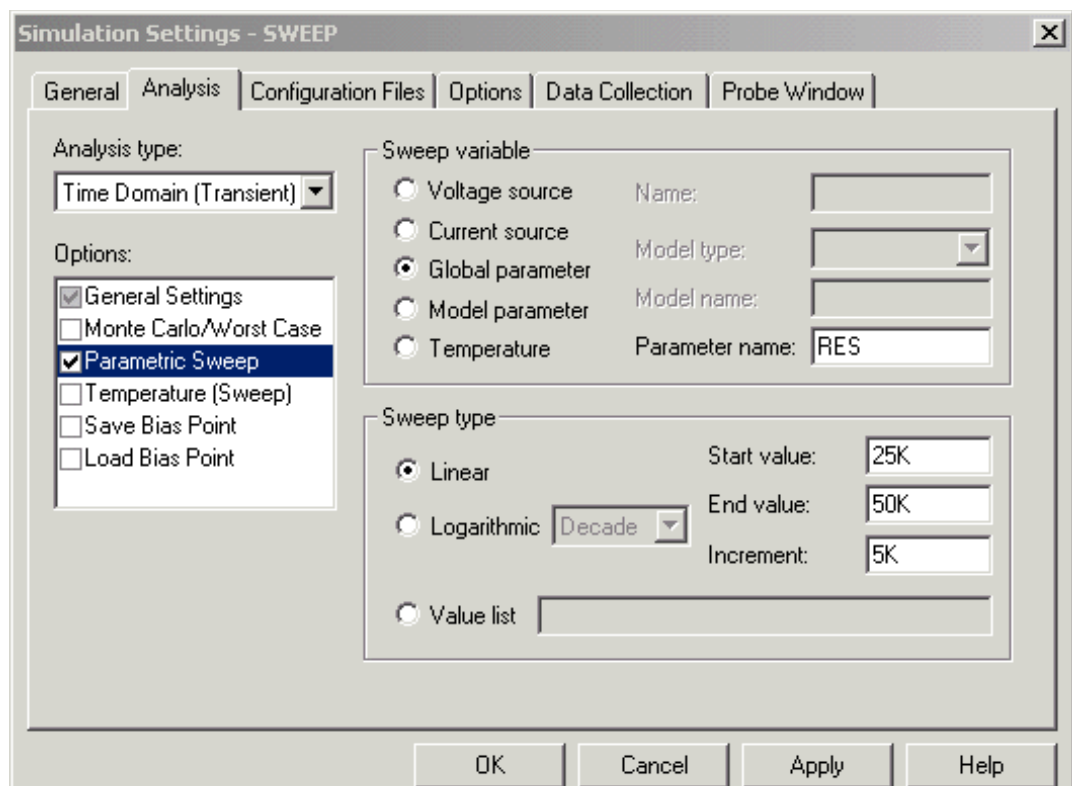 Simulation Settings - SWEEP
General Analysis Configuration Files Options Data Collection Probe Window
Analysis type:
Time Domain (Transient)
Options:
General Settings
Monte Carlo/Worst Case
Parametric Sweep
Temperature (Sweep)
Save Bias Point
Load Bias Point
Sweep variable
Voltage source
Current source
Global parameter
Model parameter
Temperature
Name:
Model type:
Model name:
Parameter name: RES
Sweep type
Linear
Logarithmic Decade
Value list
Start value: 25K
End value: 50K
Increment: 5K
OK Cancel Apply Help